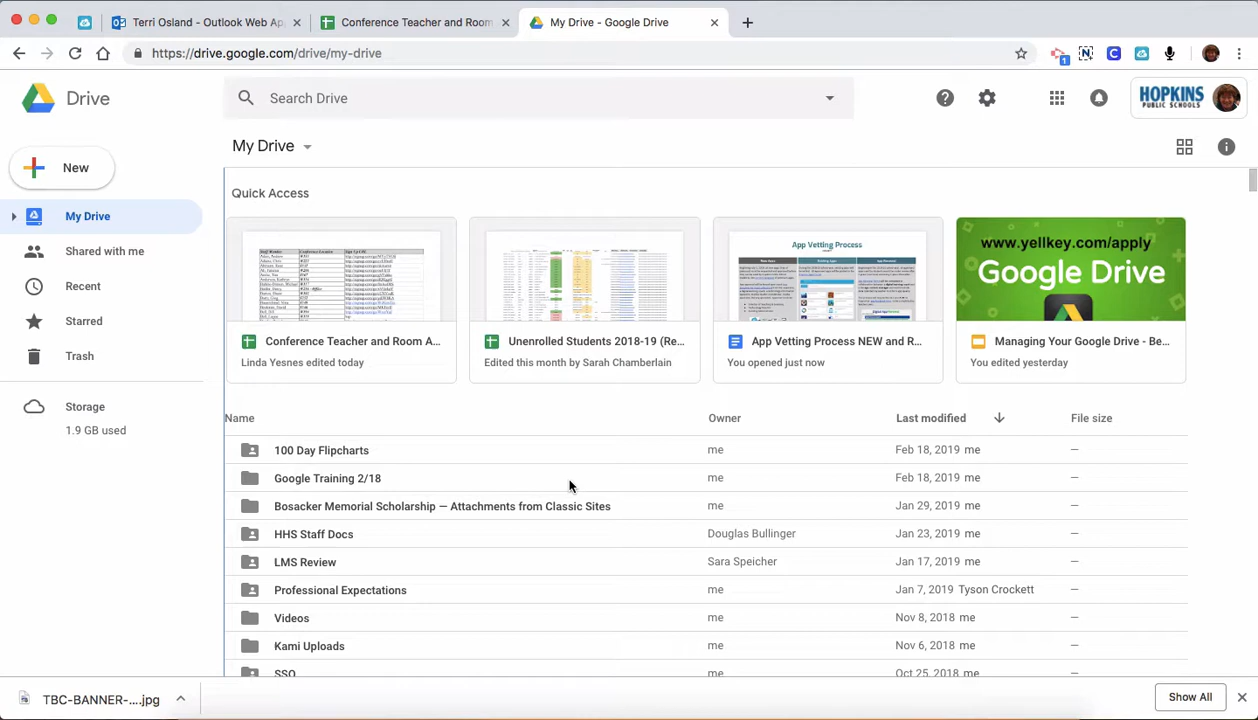 Terri Osland - Outlook Web Ap
Conference Teacher and Room
My Drive - Google Drive
https://drive.google.com/drive/my-drive
1
Drive
Search Drive
HOPKINS
PUBLIC SCHOOLS
New
My Drive
My Drive
Shared with me
Recent
Starred
Trash
Storage
1.9 GB used
Quick Access
App Vetting Process
www.yellkey.com/apply
Google Drive
Conference Teacher and Room A...
Linda Yesnes edited today
Unenrolled Students 2018-19 (Re...
Edited this month by Sarah Chamberlain
App Vetting Process NEW and R...
You opened just now
Managing Your Google Drive - Be...
You edited yesterday
Name Owner Last modified File size
100 Day Flipcharts me Feb 18, 2019 me —
Google Training 2/18 me Feb 18, 2019 me —
Bosacker Memorial Scholarship — Attachments from Classic Sites me Jan 29, 2019 me —
HHS Staff Docs Douglas Bullinger Jan 23, 2019 me —
LMS Review Sara Speicher Jan 17, 2019 me —
Professional Expectations me Jan 7, 2019 Tyson Crockett —
Videos me Nov 8, 2018 me —
Kami Uploads me Nov 6, 2018 me —
SSO me Oct 25, 2018 me —
TBC-BANNER-....jpg
Show All